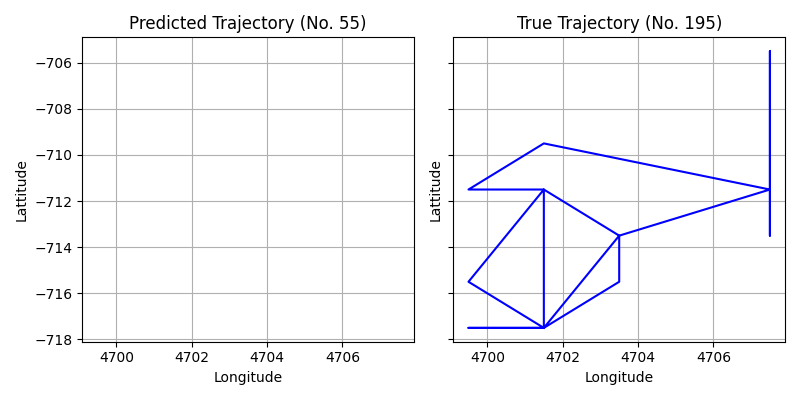 Predicted Trajectory (No. 55)
Lattitude
−706
−708
−710
−712
−714
−716
−718
4700 4702 4704 4706
Longitude
True Trajectory (No. 195)
Lattitude
4700 4702 4704 4706
Longitude